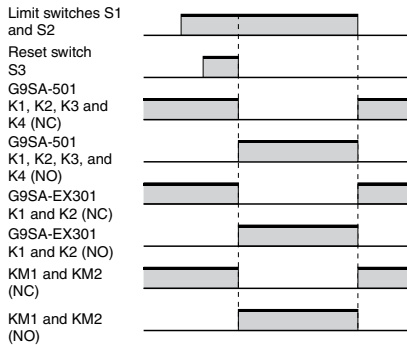 Limit switches S1
and S2
Reset switch
S3
G9SA-501
K1, K2, K3 and
K4 (NC)
G9SA-501
K1, K2, K3, and
K4 (NO)
G9SA-EX301
K1 and K2 (NC)
G9SA-EX301
K1 and K2 (NO)
KM1 and KM2
(NC)
KM1 and KM2
(NO)